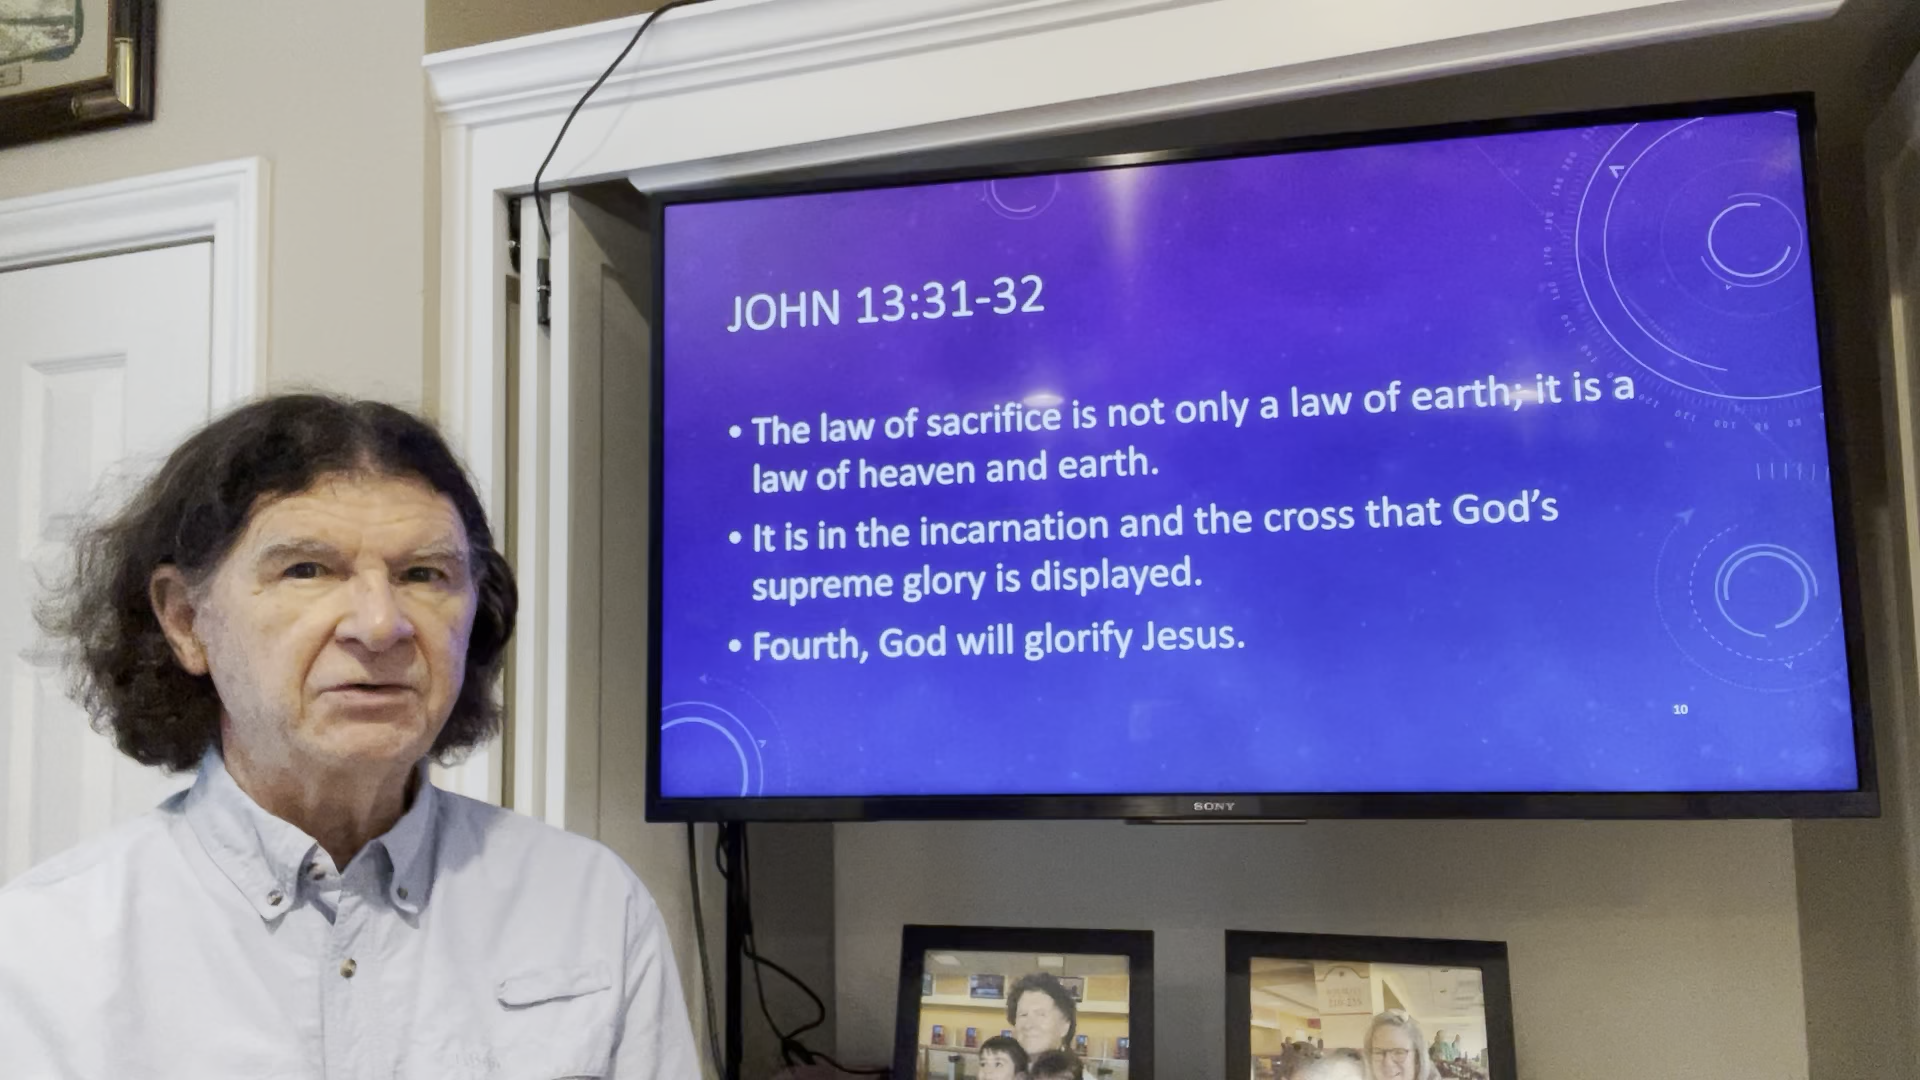 JOHN 13:31-32
• The law of sacrifice is not only a law of earth; it is a
law of heaven and earth.
• It is in the incarnation and the cross that God’s
supreme glory is displayed.
• Fourth, God will glorify Jesus.
10
SONY